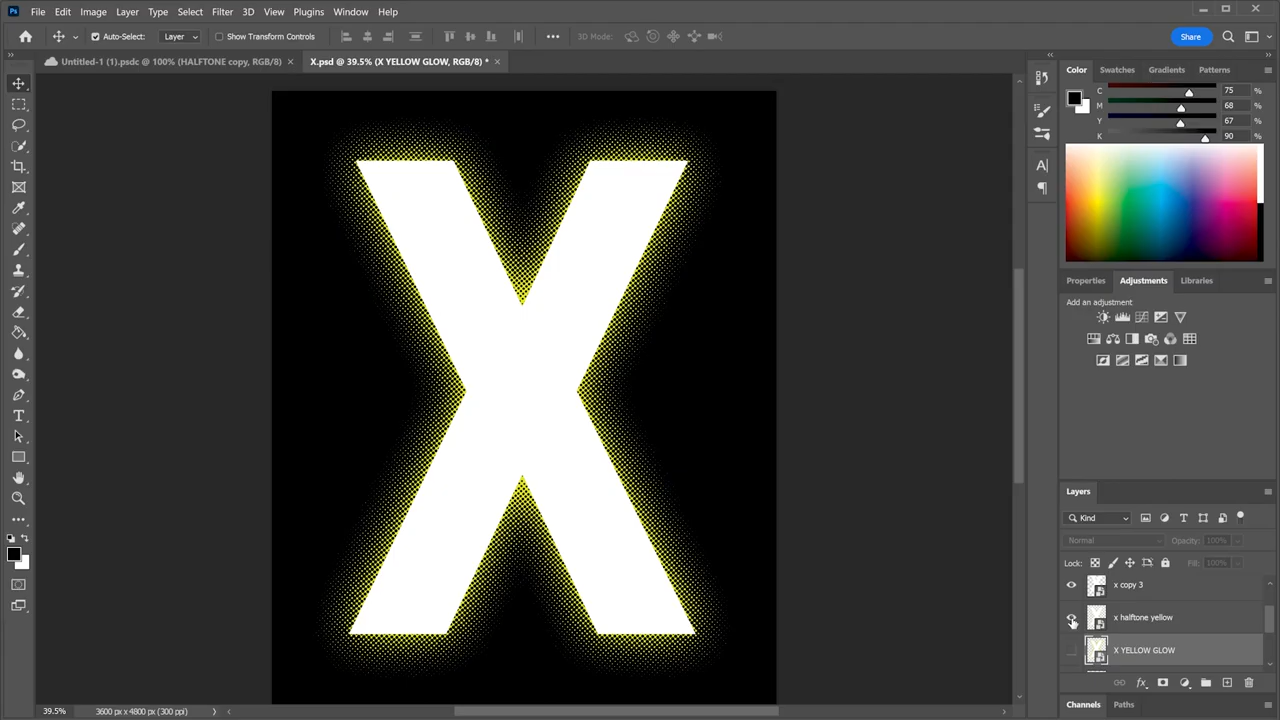 Ps File Edit Image Layer Type Select Filter 3D View Plugins Window Help
Auto-Select: Layer Show Transform Controls 3D Mode: Share
Untitled-1 (1).psdc @ 100% (HALFTONE copy, RGB/8) × X.psd @ 39.5% (X YELLOW GLOW, RGB/8) * ×
Color Swatches Gradients Patterns
C 75 %
M 68 %
Y 67 %
K 90 %
X
Properties Adjustments Libraries
Add an adjustment
Layers
Kind
Normal Opacity: 100%
Lock: Fill: 100%
x copy 3
x halftone yellow
X YELLOW GLOW
fx
Channels Paths
39.5% 3600 px x 4800 px (300 ppi)